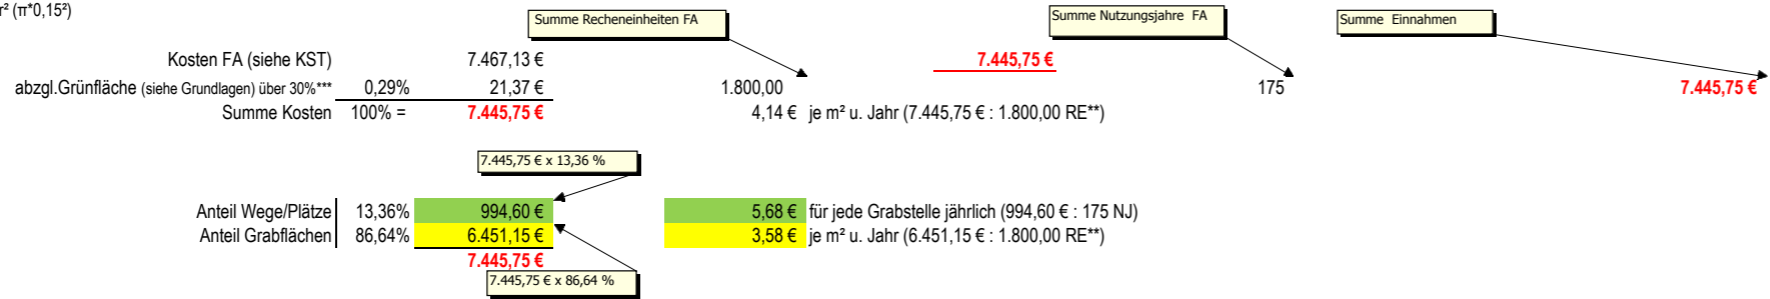 r² (π*0,15²)
Summe Recheneinheiten FA
Summe Nutzungsjahre FA
Summe Einnahmen
Kosten FA (siehe KST) 7.467,13 € 7.445,75 €
abzgl.Grünfläche (siehe Grundlagen) über 30%*** 0,29% 21,37 € 1.800,00 175 7.445,75 €
Summe Kosten 100% = 7.445,75 € 4,14 € je m² u. Jahr (7.445,75 € : 1.800,00 RE**)
7.445,75 € x 13,36 %
Anteil Wege/Plätze 13,36% 994,60 € 5,68 € für jede Grabstelle jährlich (994,60 € : 175 NJ)
Anteil Grabflächen 86,64% 6.451,15 € 3,58 € je m² u. Jahr (6.451,15 € : 1.800,00 RE**)
7.445,75 €
7.445,75 € x 86,64 %